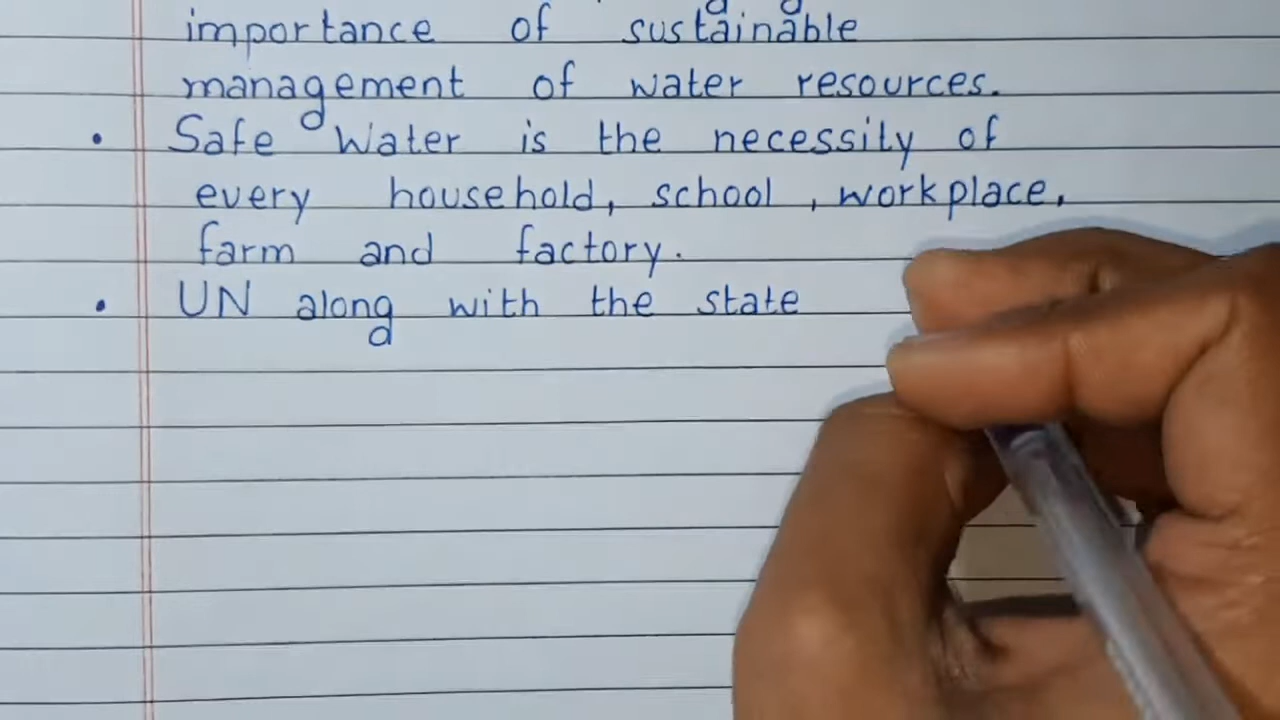 importance of sustainable
management of water resources.
• Safe Water is the necessity of
every household, school, workplace,
farm and factory.
• UN along with the state